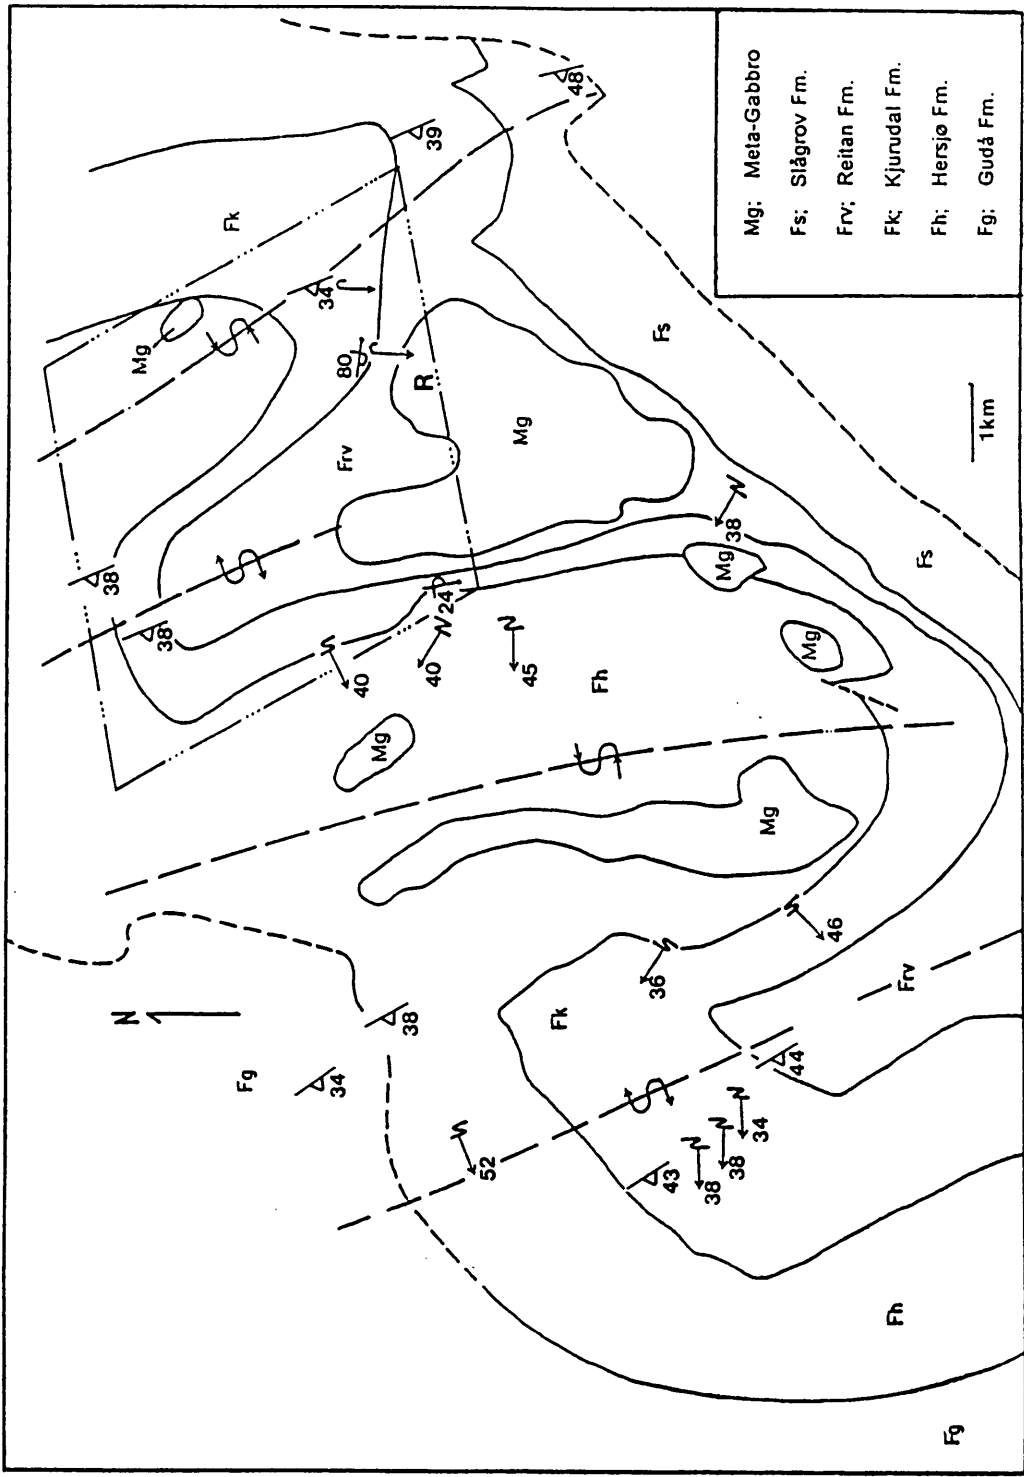 Mg; Meta-Gabbro
Fs; Slågrov Fm.
Frv; Reitan Fm.
Fk; Kjurudal Fm.
Fh; Hersjø Fm.
Fg; Gudå Fm.
48
39
Fk
34
Mg
80
R
Fs
Frv
Mg
1km
38
38
24
38
Mg
Fs
40
40
45
Fh
Mg
Mg
Mg
46
36
Frv
N
38
Fk
Fg
34
44
34
38
38
43
52
Fh
Fg